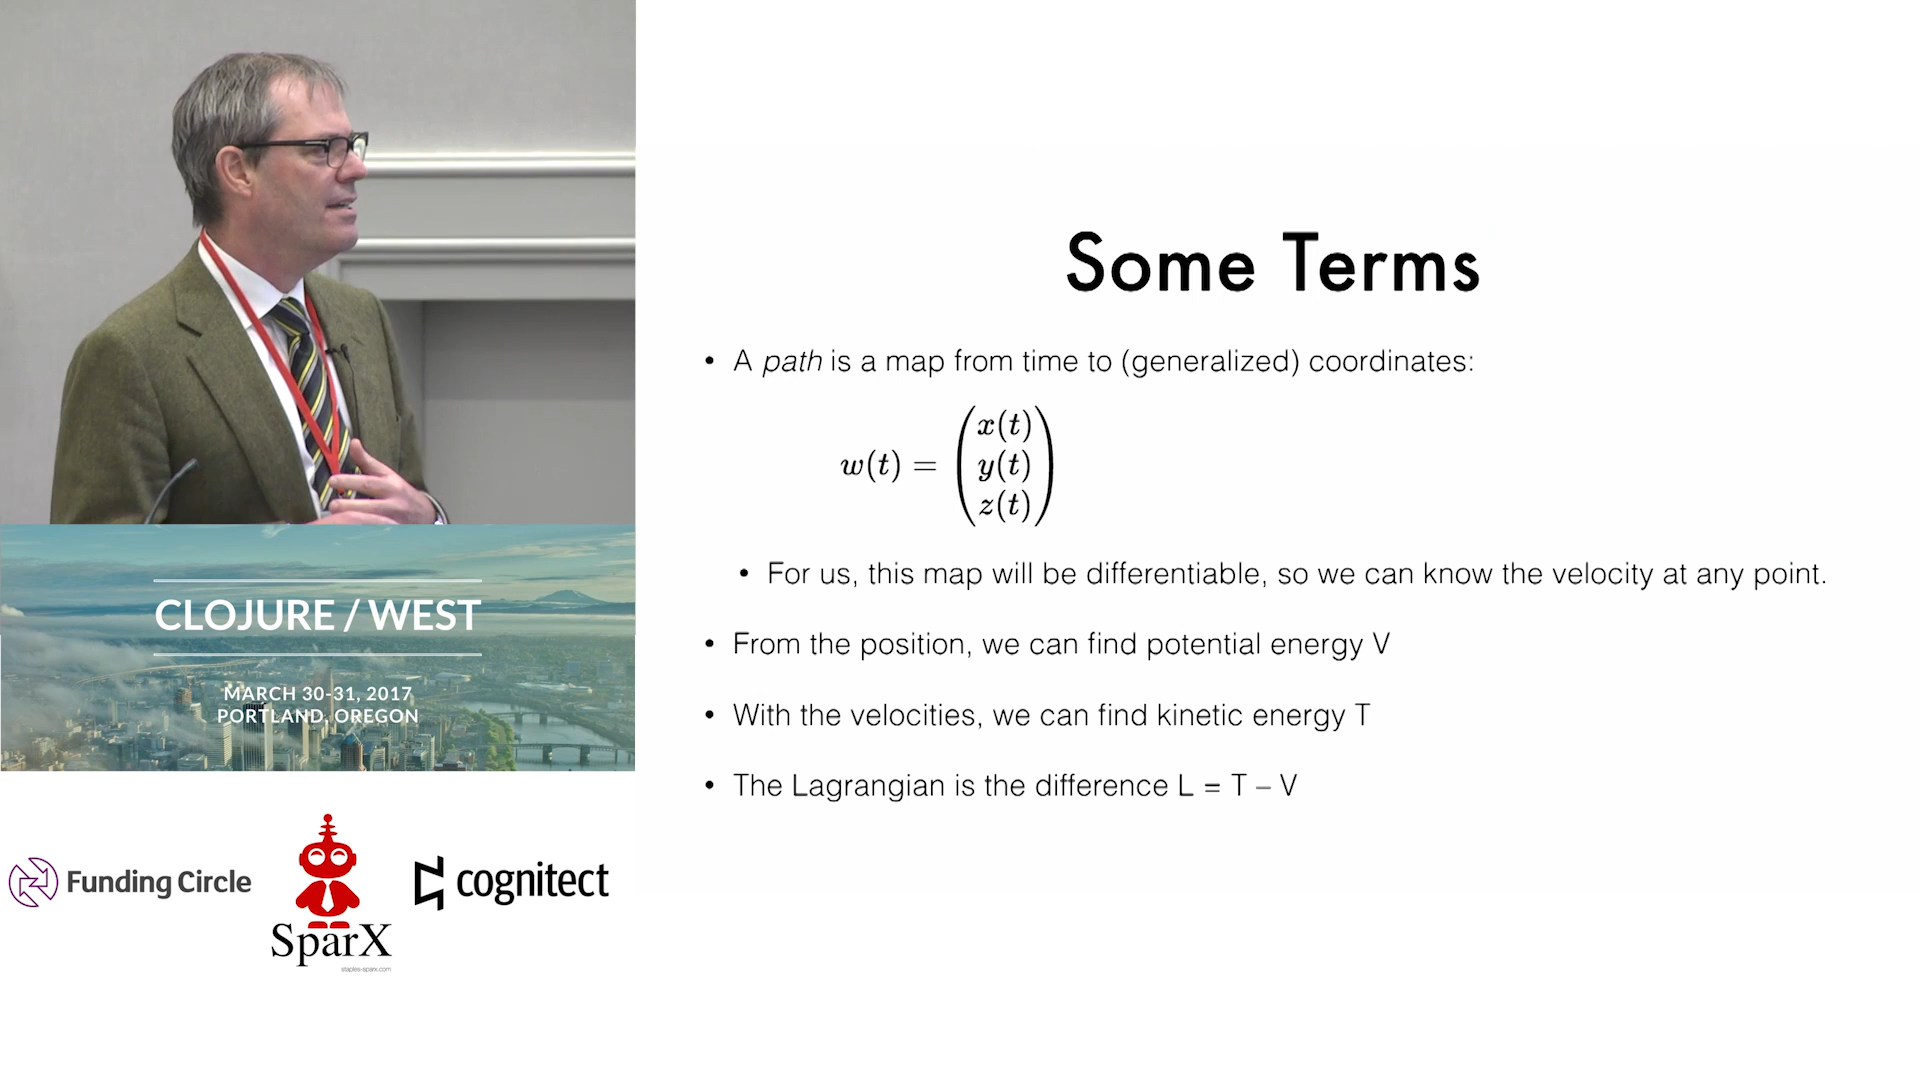 Some Terms
• A path is a map from time to (generalized) coordinates:
w(t) = (x(t)
y(t)
z(t))
• For us, this map will be differentiable, so we can know the velocity at any point.
• From the position, we can find potential energy V
• With the velocities, we can find kinetic energy T
• The Lagrangian is the difference L = T – V
CLOJURE / WEST
MARCH 30-31, 2017
PORTLAND, OREGON
Funding Circle
SparX
staples-sparx.com
cognitect